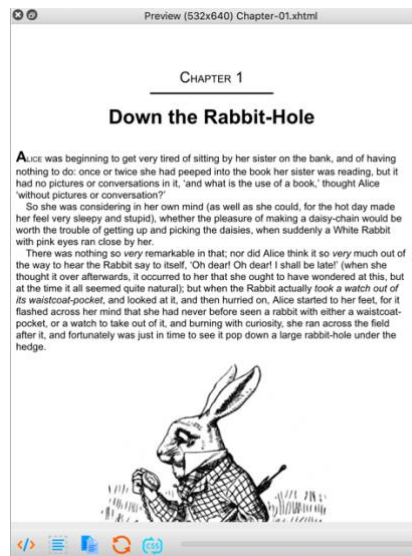 Preview (532x640) Chapter-01.xhtml
CHAPTER 1
Down the Rabbit-Hole
ALICE was beginning to get very tired of sitting by her sister on the bank, and of having
nothing to do: once or twice she had peeped into the book her sister was reading, but it
had no pictures or conversations in it, ‘and what is the use of a book,’ thought Alice
‘without pictures or conversation?’
So she was considering in her own mind (as well as she could, for the hot day made
her feel very sleepy and stupid), whether the pleasure of making a daisy-chain would be
worth the trouble of getting up and picking the daisies, when suddenly a White Rabbit
with pink eyes ran close by her.
There was nothing so very remarkable in that; nor did Alice think it so very much out of
the way to hear the Rabbit say to itself, ‘Oh dear! Oh dear! I shall be late!’ (when she
thought it over afterwards, it occurred to her that she ought to have wondered at this, but
at the time it all seemed quite natural); but when the Rabbit actually took a watch out of
its waistcoat-pocket, and looked at it, and then hurried on, Alice started to her feet, for it
flashed across her mind that she had never before seen a rabbit with either a waistcoat-
pocket, or a watch to take out of it, and burning with curiosity, she ran across the field
after it, and fortunately was just in time to see it pop down a large rabbit-hole under the
hedge.
CSS